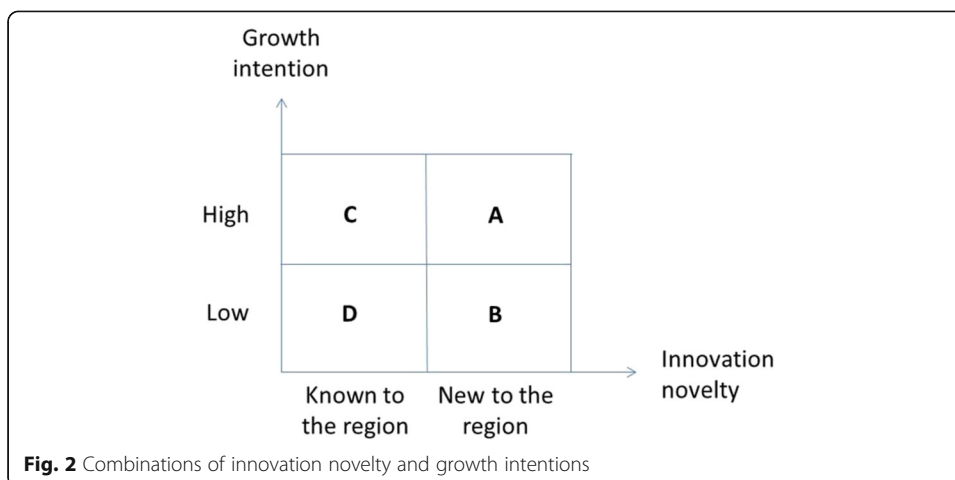 Growth
intention
High
C
A
Low
D
B
Innovation
novelty
Known to
the region
New to the
region
Fig. 2 Combinations of innovation novelty and growth intentions